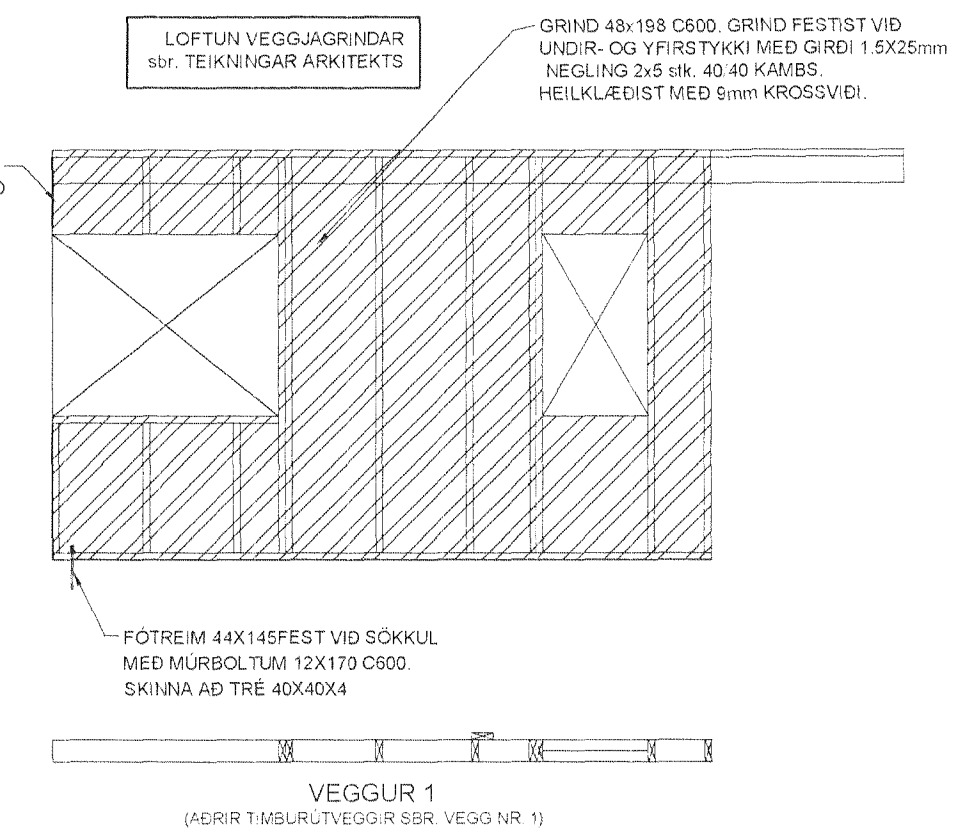 LOFTUN VEGGJAGRINDAR
sbr. TEIKNINGAR ARKITEKTS
GRIND 48x198 C600. GRIND FESTIST VIÐ
UNDIR- OG YFIRSTYKKI MEÐ GIRÐI 1.5X25mm
NEGLING 2x5 stk. 40/40 KAMBS.
HEILKLÆÐIST MEÐ 9mm KROSSVIÐI.
FÓTREIM 44X145FEST VIÐ SÖKKUL
MEÐ MÚRBOLTUM 12X170 C600.
SKINNA AÐ TRÉ 40X40X4
VEGGUR 1
(AÐRIR TIMBURÚTVEGGIR SBR. VEGG NR. 1)